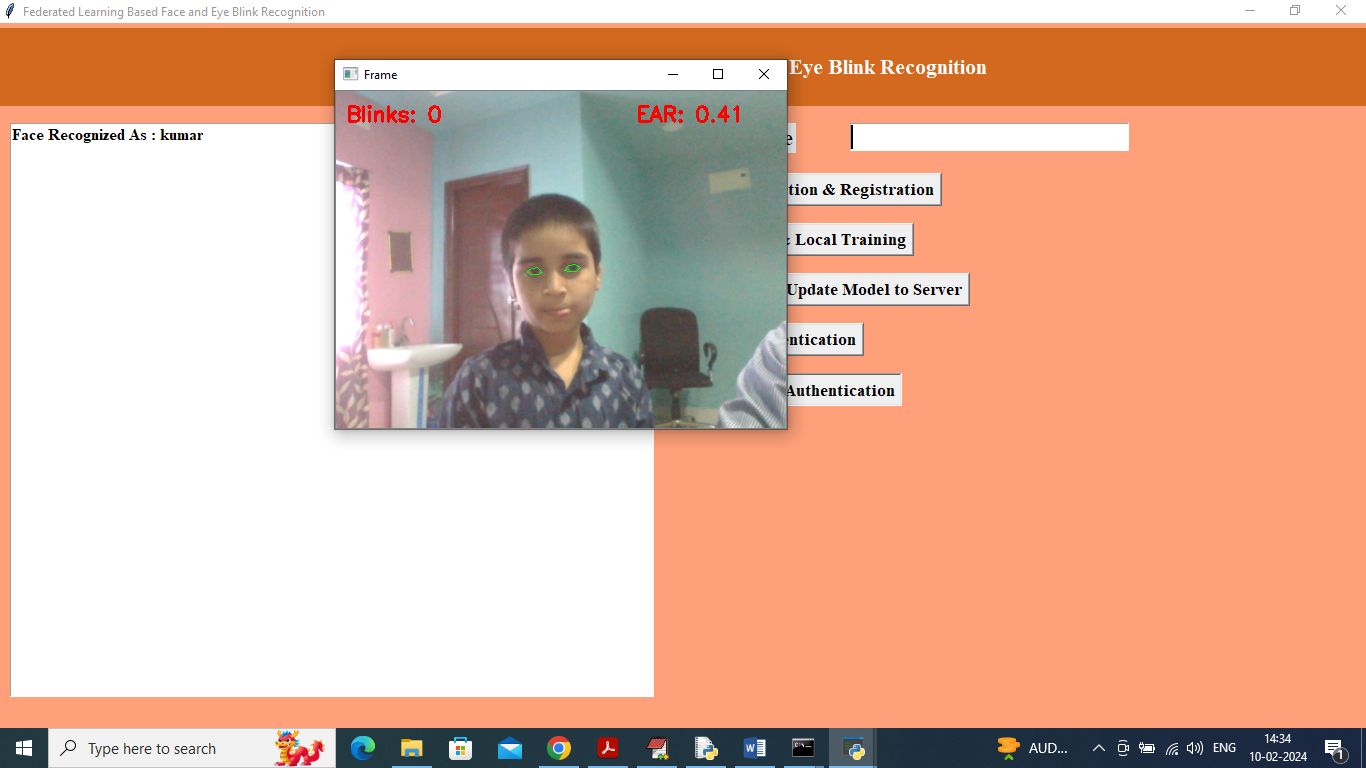 Federated Learning Based Face and Eye Blink Recognition
Eye Blink Recognition
Frame
Blinks: 0
EAR: 0.41
Face Recognized As : kumar
& Registration
Local Training
Update Model to Server
Authentication
Type here to search
AUD...
ENG
14:34
10-02-2024
1